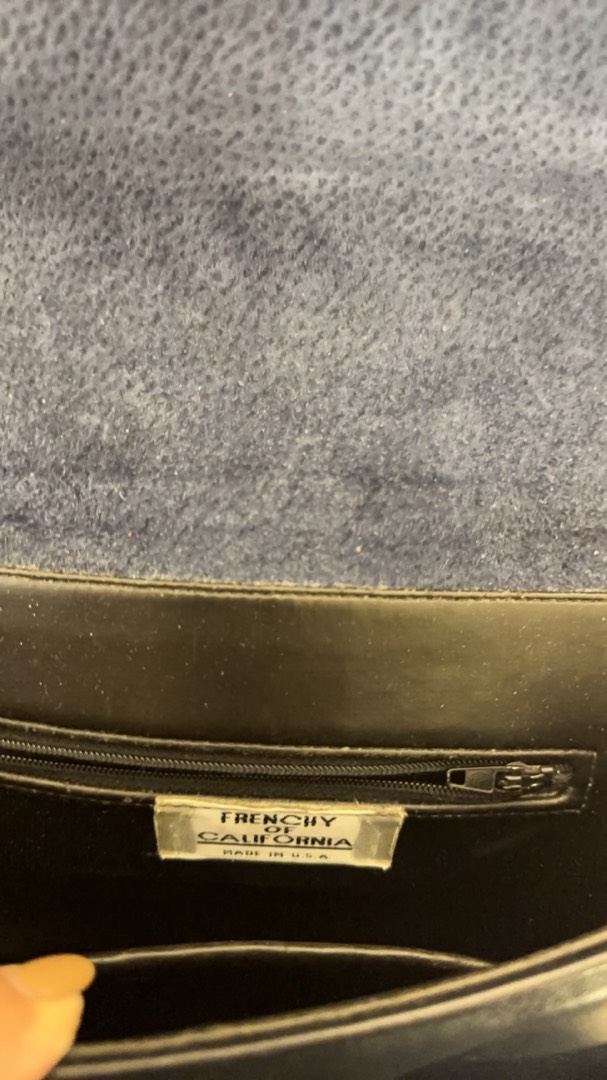 FRENCHY
OF
CALIFORNIA
MADE IN U.S.A